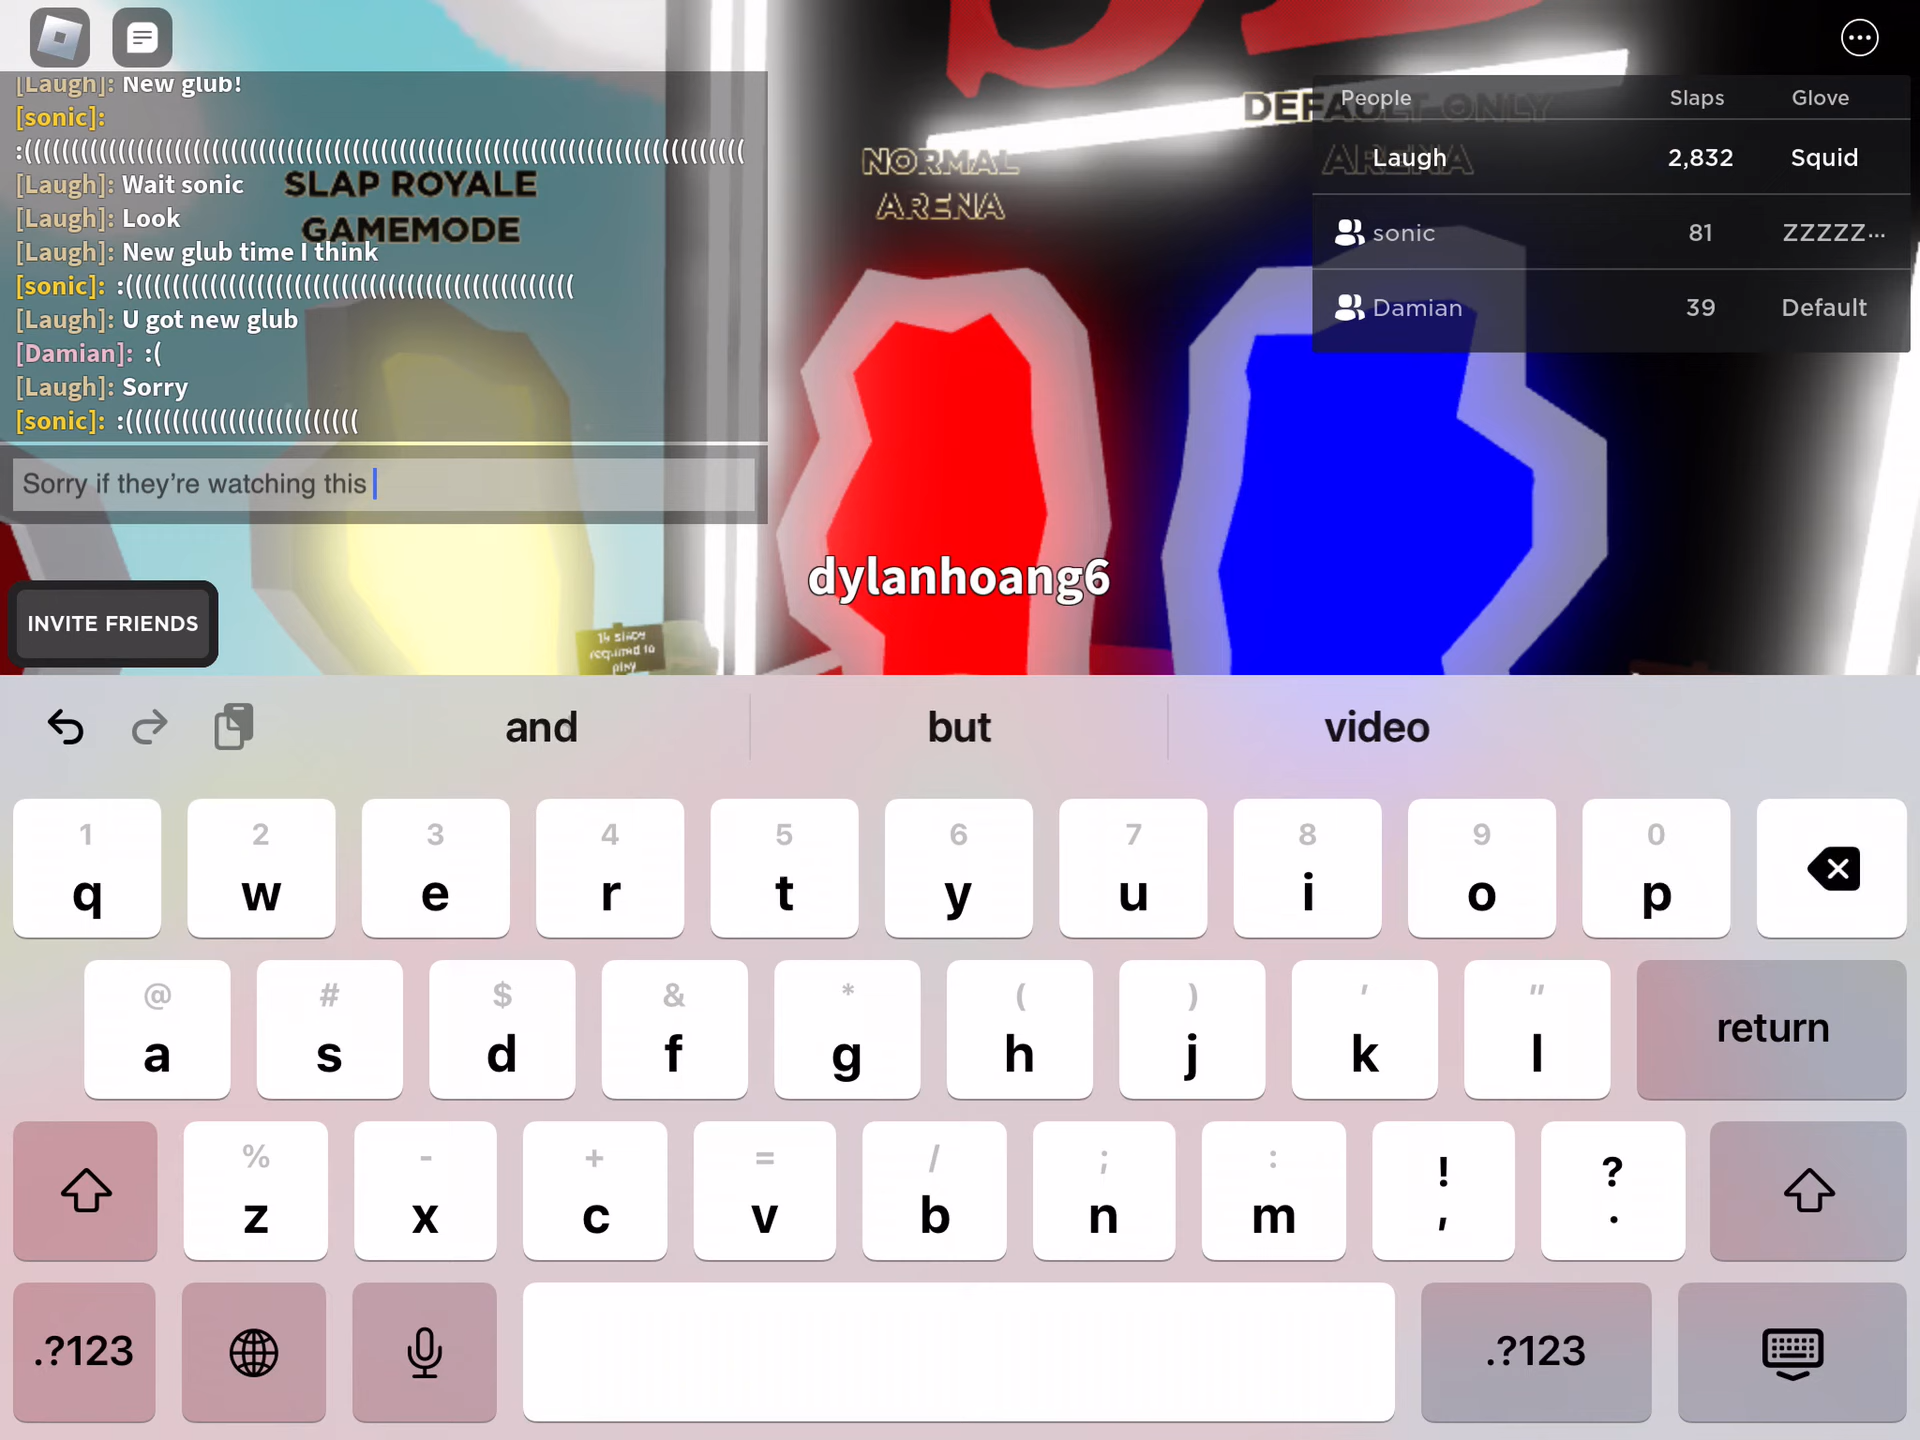 [Laugh]: New glub!
[sonic]:
:((((((((((((((((((((((((((((((((((((((((((((((((((((((((((((((((((((((((((((
[Laugh]: Wait sonic
[Laugh]: Look
[Laugh]: New glub time I think
[sonic]: :((((((((((((((((((((((((((((((((((((((((((((((((
[Laugh]: U got new glub
[Damian]: :(
[Laugh]: Sorry
[sonic]: :(((((((((((((((((((((((((
Sorry if they’re watching this
SLAP ROYALE
GAMEMODE
NORMAL
ARENA
DEFAULT ONLY
ARENA
People Slaps Glove
Laugh 2,832 Squid
sonic 81 ZZZZZ...
Damian 39 Default
dylanhoang6
INVITE FRIENDS
required to
play
and but video
1 2 3 4 5 6 7 8 9 0
q w e r t y u i o p
@ # $ & * ( ) ' "
a s d f g h j k l return
% - + = / ; : ! ?
z x c v b n m , .
.?123 .?123